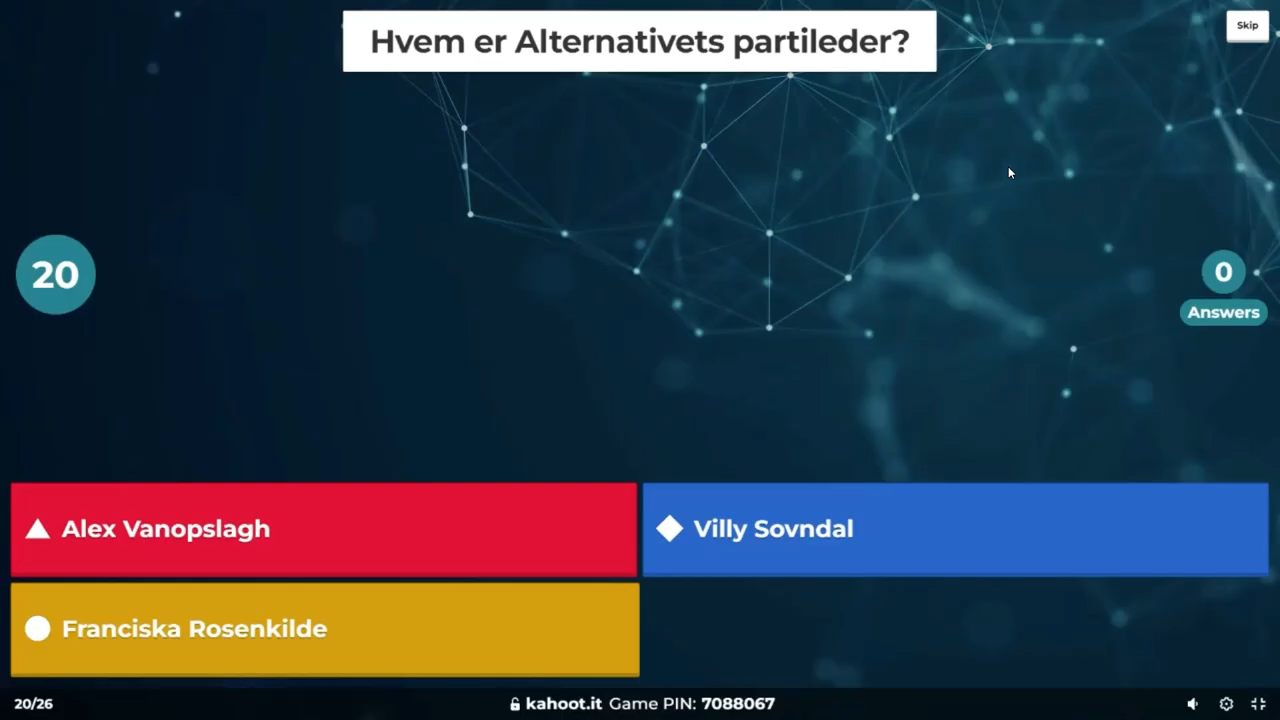 Hvem er Alternativets partileder?
Skip
20
0
Answers
Alex Vanopslagh
Villy Sovndal
Franciska Rosenkilde
20/26
kahoot.it Game PIN: 7088067